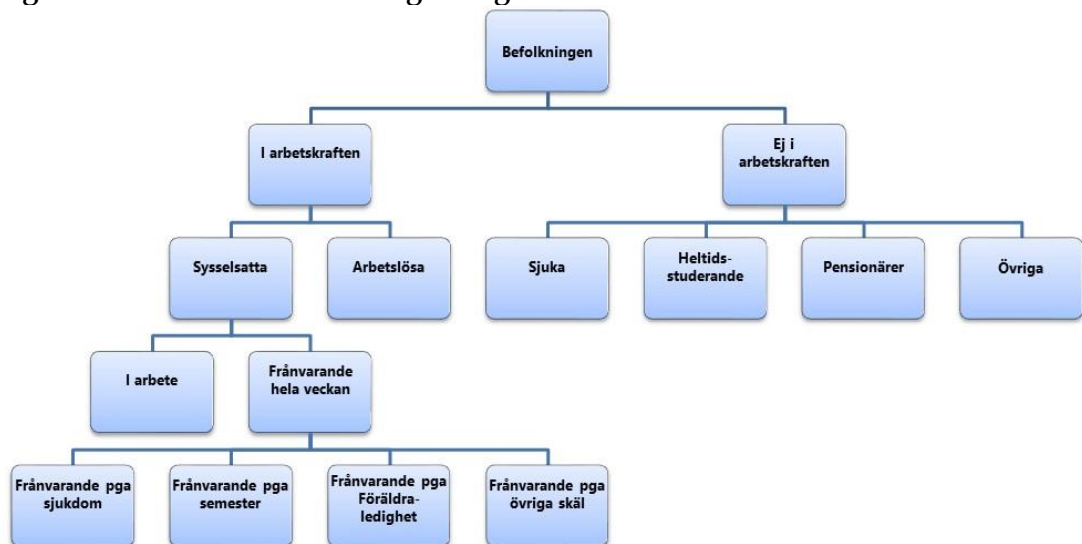 Befolkningen
I arbetskraften
Ej i
arbetskraften
Sysselsatta
Arbetslösa
Sjuka
Heltids-
studerande
Pensionärer
Övriga
I arbete
Frånvarande
hela veckan
Frånvarande pga
sjukdom
Frånvarande pga
semester
Frånvarande pga
Föräldra-
ledighet
Frånvarande pga
övriga skäl